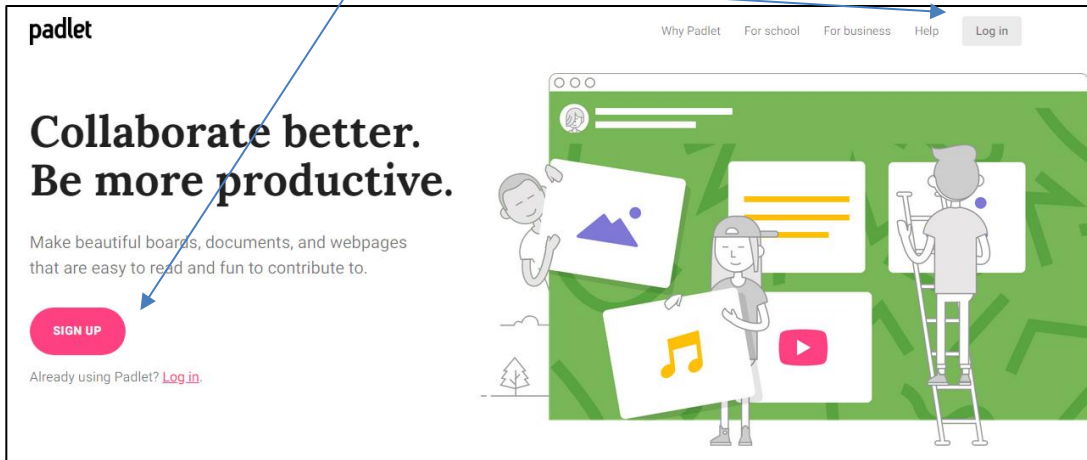 padlet
Why Padlet For school For business Help Log in
Collaborate better.
Be more productive.
Make beautiful boards, documents, and webpages
that are easy to read and fun to contribute to.
SIGN UP
Already using Padlet? Log in.